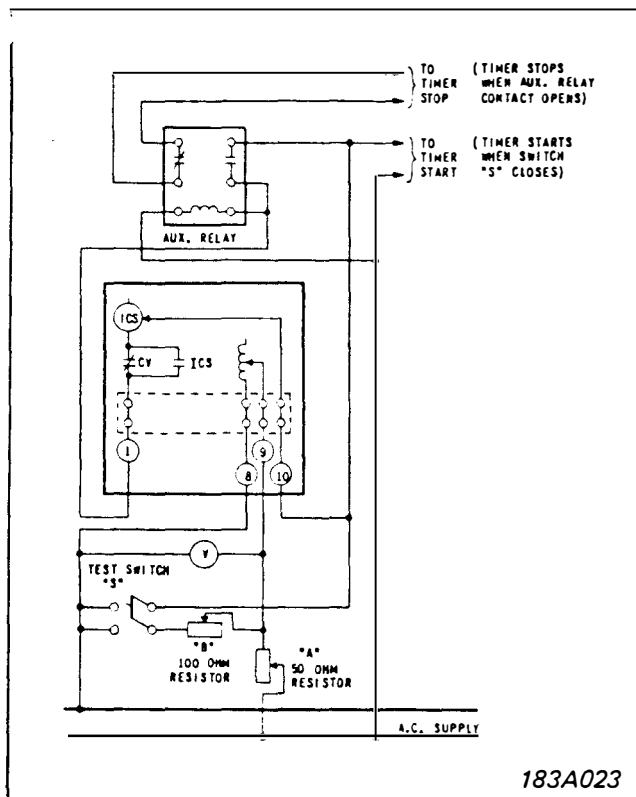 TO (TIMER STOPS
TIMER WHEN AUX. RELAY
STOP CONTACT OPENS)
TO (TIMER STARTS
TIMER WHEN SWITCH
START "S" CLOSES)
AUX. RELAY
ICS
CV ICS
1
9
8 10
V
TEST SWITCH
"S"
"B"
100 OHM
RESISTOR
"A"
50 OHM
RESISTOR
A.C. SUPPLY
183A023